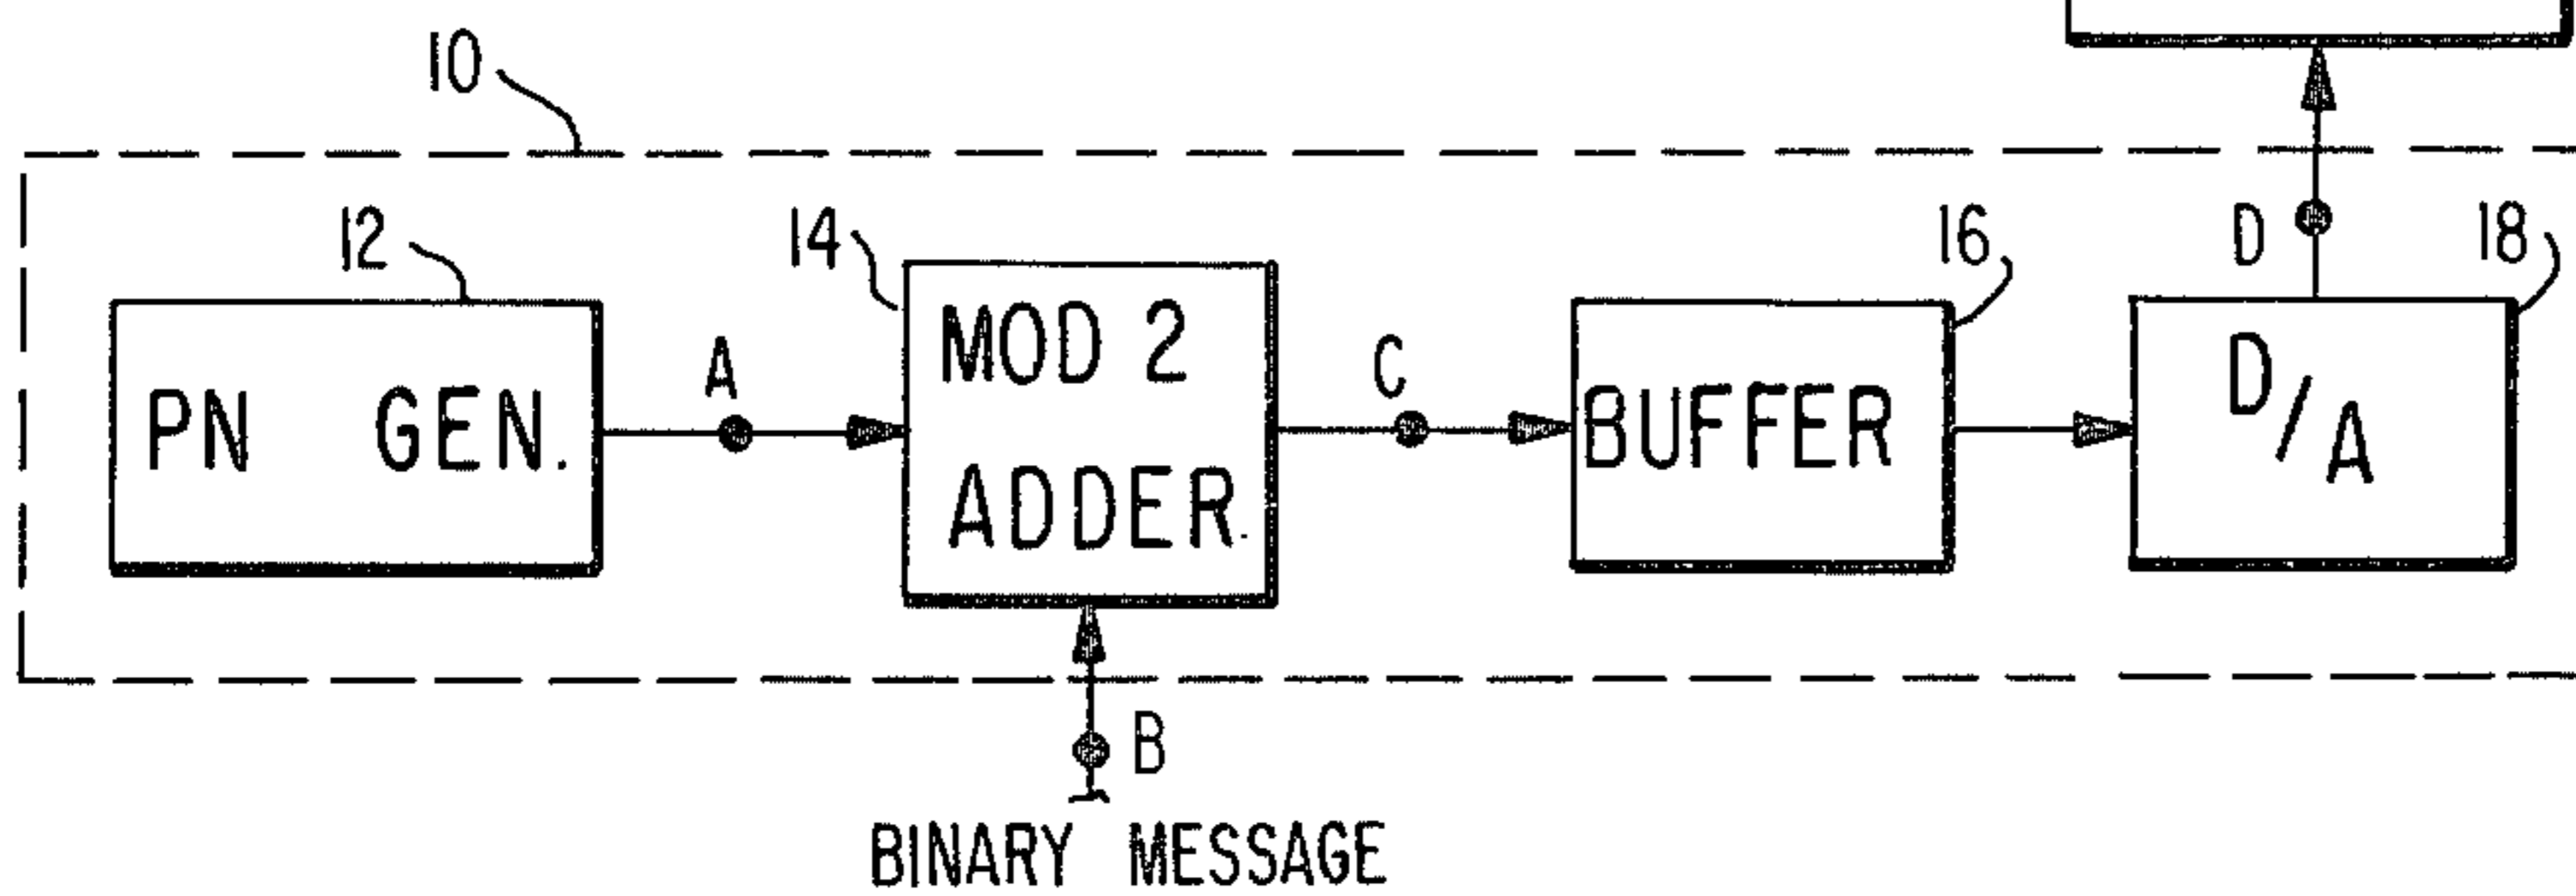 10
12
14
16
D
18
PN GEN.
A
MOD 2
ADDER.
C
BUFFER
D/A
B
BINARY MESSAGE